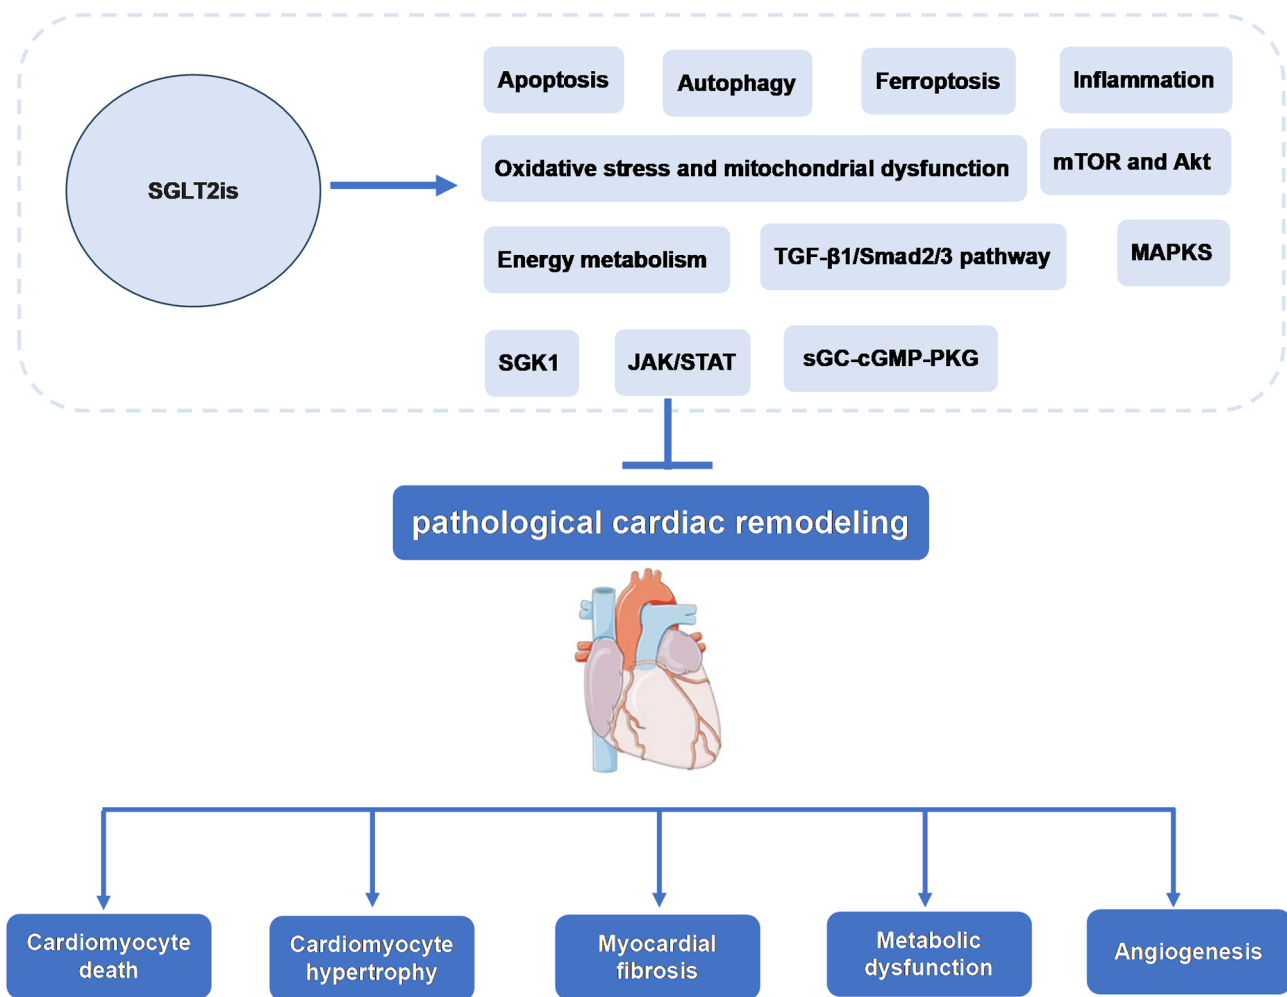 SGLT2is
Apoptosis
Autophagy
Ferroptosis
Inflammation
Oxidative stress and mitochondrial dysfunction
mTOR and Akt
Energy metabolism
TGF-β1/Smad2/3 pathway
MAPKS
SGK1
JAK/STAT
sGC-cGMP-PKG
pathological cardiac remodeling
Cardiomyocyte
death
Cardiomyocyte
hypertrophy
Myocardial
fibrosis
Metabolic
dysfunction
Angiogenesis